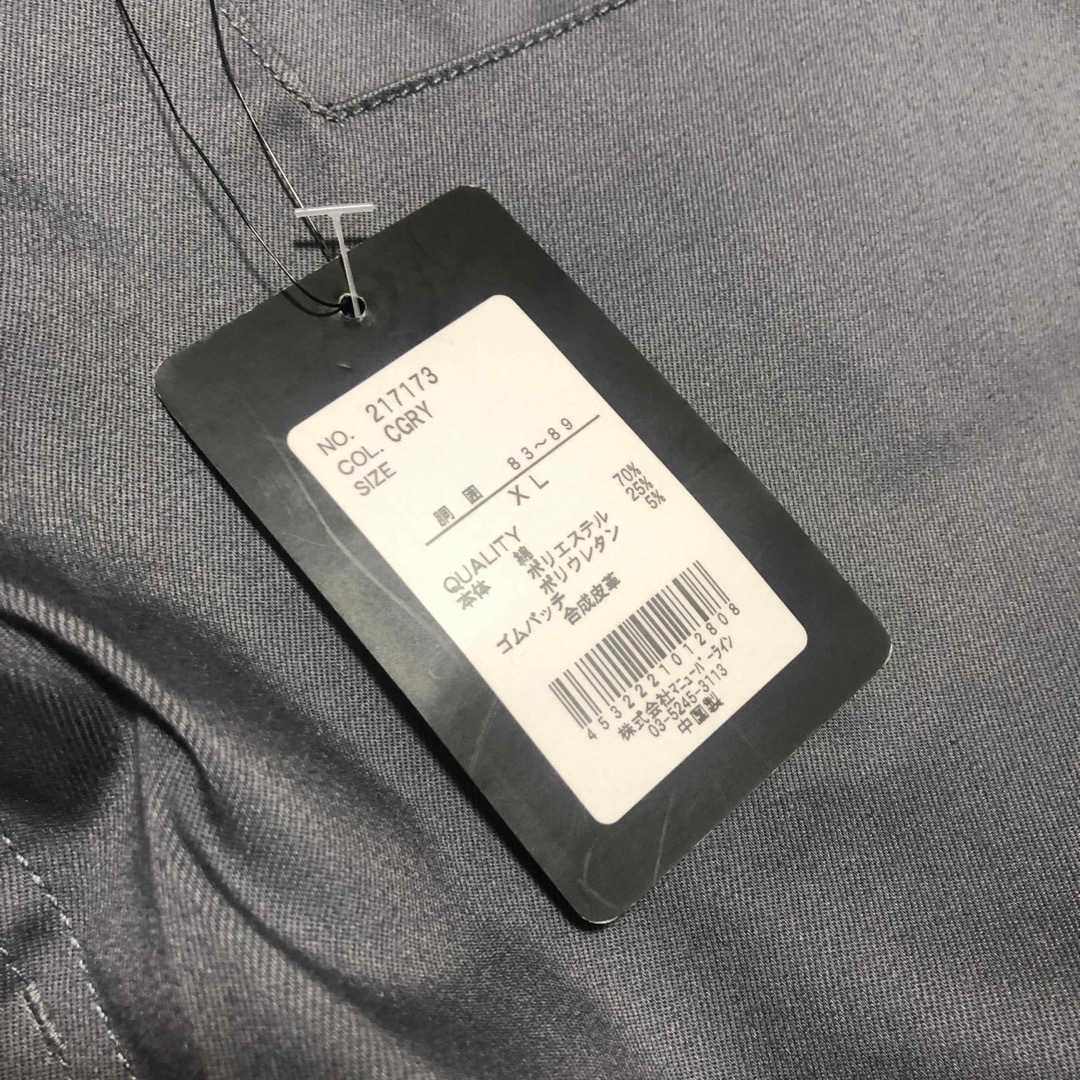 NO. 217173
COL. CGRY
SIZE
胴囲 83〜89
XL
QUALITY
本体 綿 70%
ポリエステル 25%
ポリウレタン 5%
ゴムパッチ 合成皮革
4532221012808
株式会社マニューバーライン
03-5245-3113
中国製